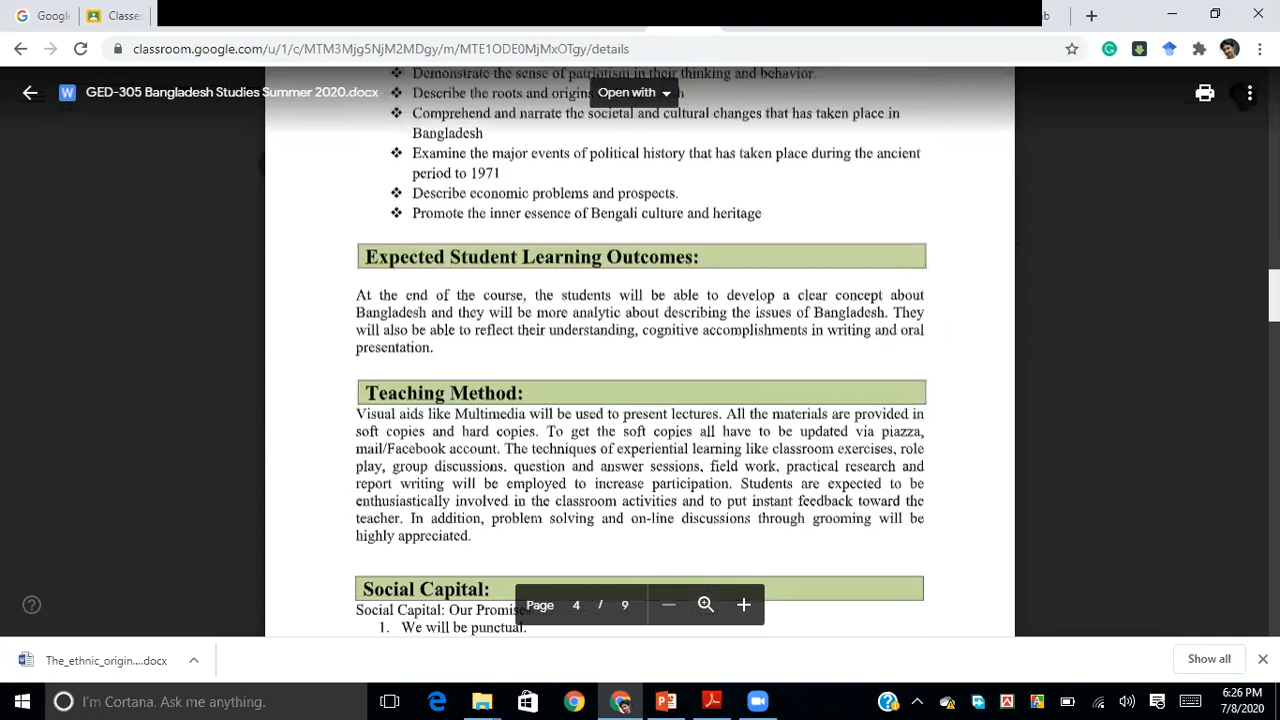 Google
Classe
classroom.google.com/u/1/c/MTM3Mjg5NjM2MDgy/m/MTE1ODE0MjMxOTgy/details
Demonstrate the sense of patriotism in their thinking and behavior.
GED-305 Bangladesh Studies Summer 2020.docx
Open with
Describe the roots and origins
❖ Comprehend and narrate the societal and cultural changes that has taken place in
Bangladesh
❖ Examine the major events of political history that has taken place during the ancient
period to 1971
❖ Describe economic problems and prospects.
❖ Promote the inner essence of Bengali culture and heritage
Expected Student Learning Outcomes:
At the end of the course, the students will be able to develop a clear concept about
Bangladesh and they will be more analytic about describing the issues of Bangladesh. They
will also be able to reflect their understanding, cognitive accomplishments in writing and oral
presentation.
Teaching Method:
Visual aids like Multimedia will be used to present lectures. All the materials are provided in
soft copies and hard copies. To get the soft copies all have to be updated via piazza,
mail/Facebook account. The techniques of experiential learning like classroom exercises, role
play, group discussions, question and answer sessions, field work, practical research and
report writing will be employed to increase participation. Students are expected to be
enthusiastically involved in the classroom activities and to put instant feedback toward the
teacher. In addition, problem solving and on-line discussions through grooming will be
highly appreciated.
Social Capital:
Social Capital: Our Promises
Page 4 / 9
1. We will be punctual.
The_ethnic_origin....docx
Show all
I'm Cortana. Ask me anything.
6:26 PM
7/8/2020